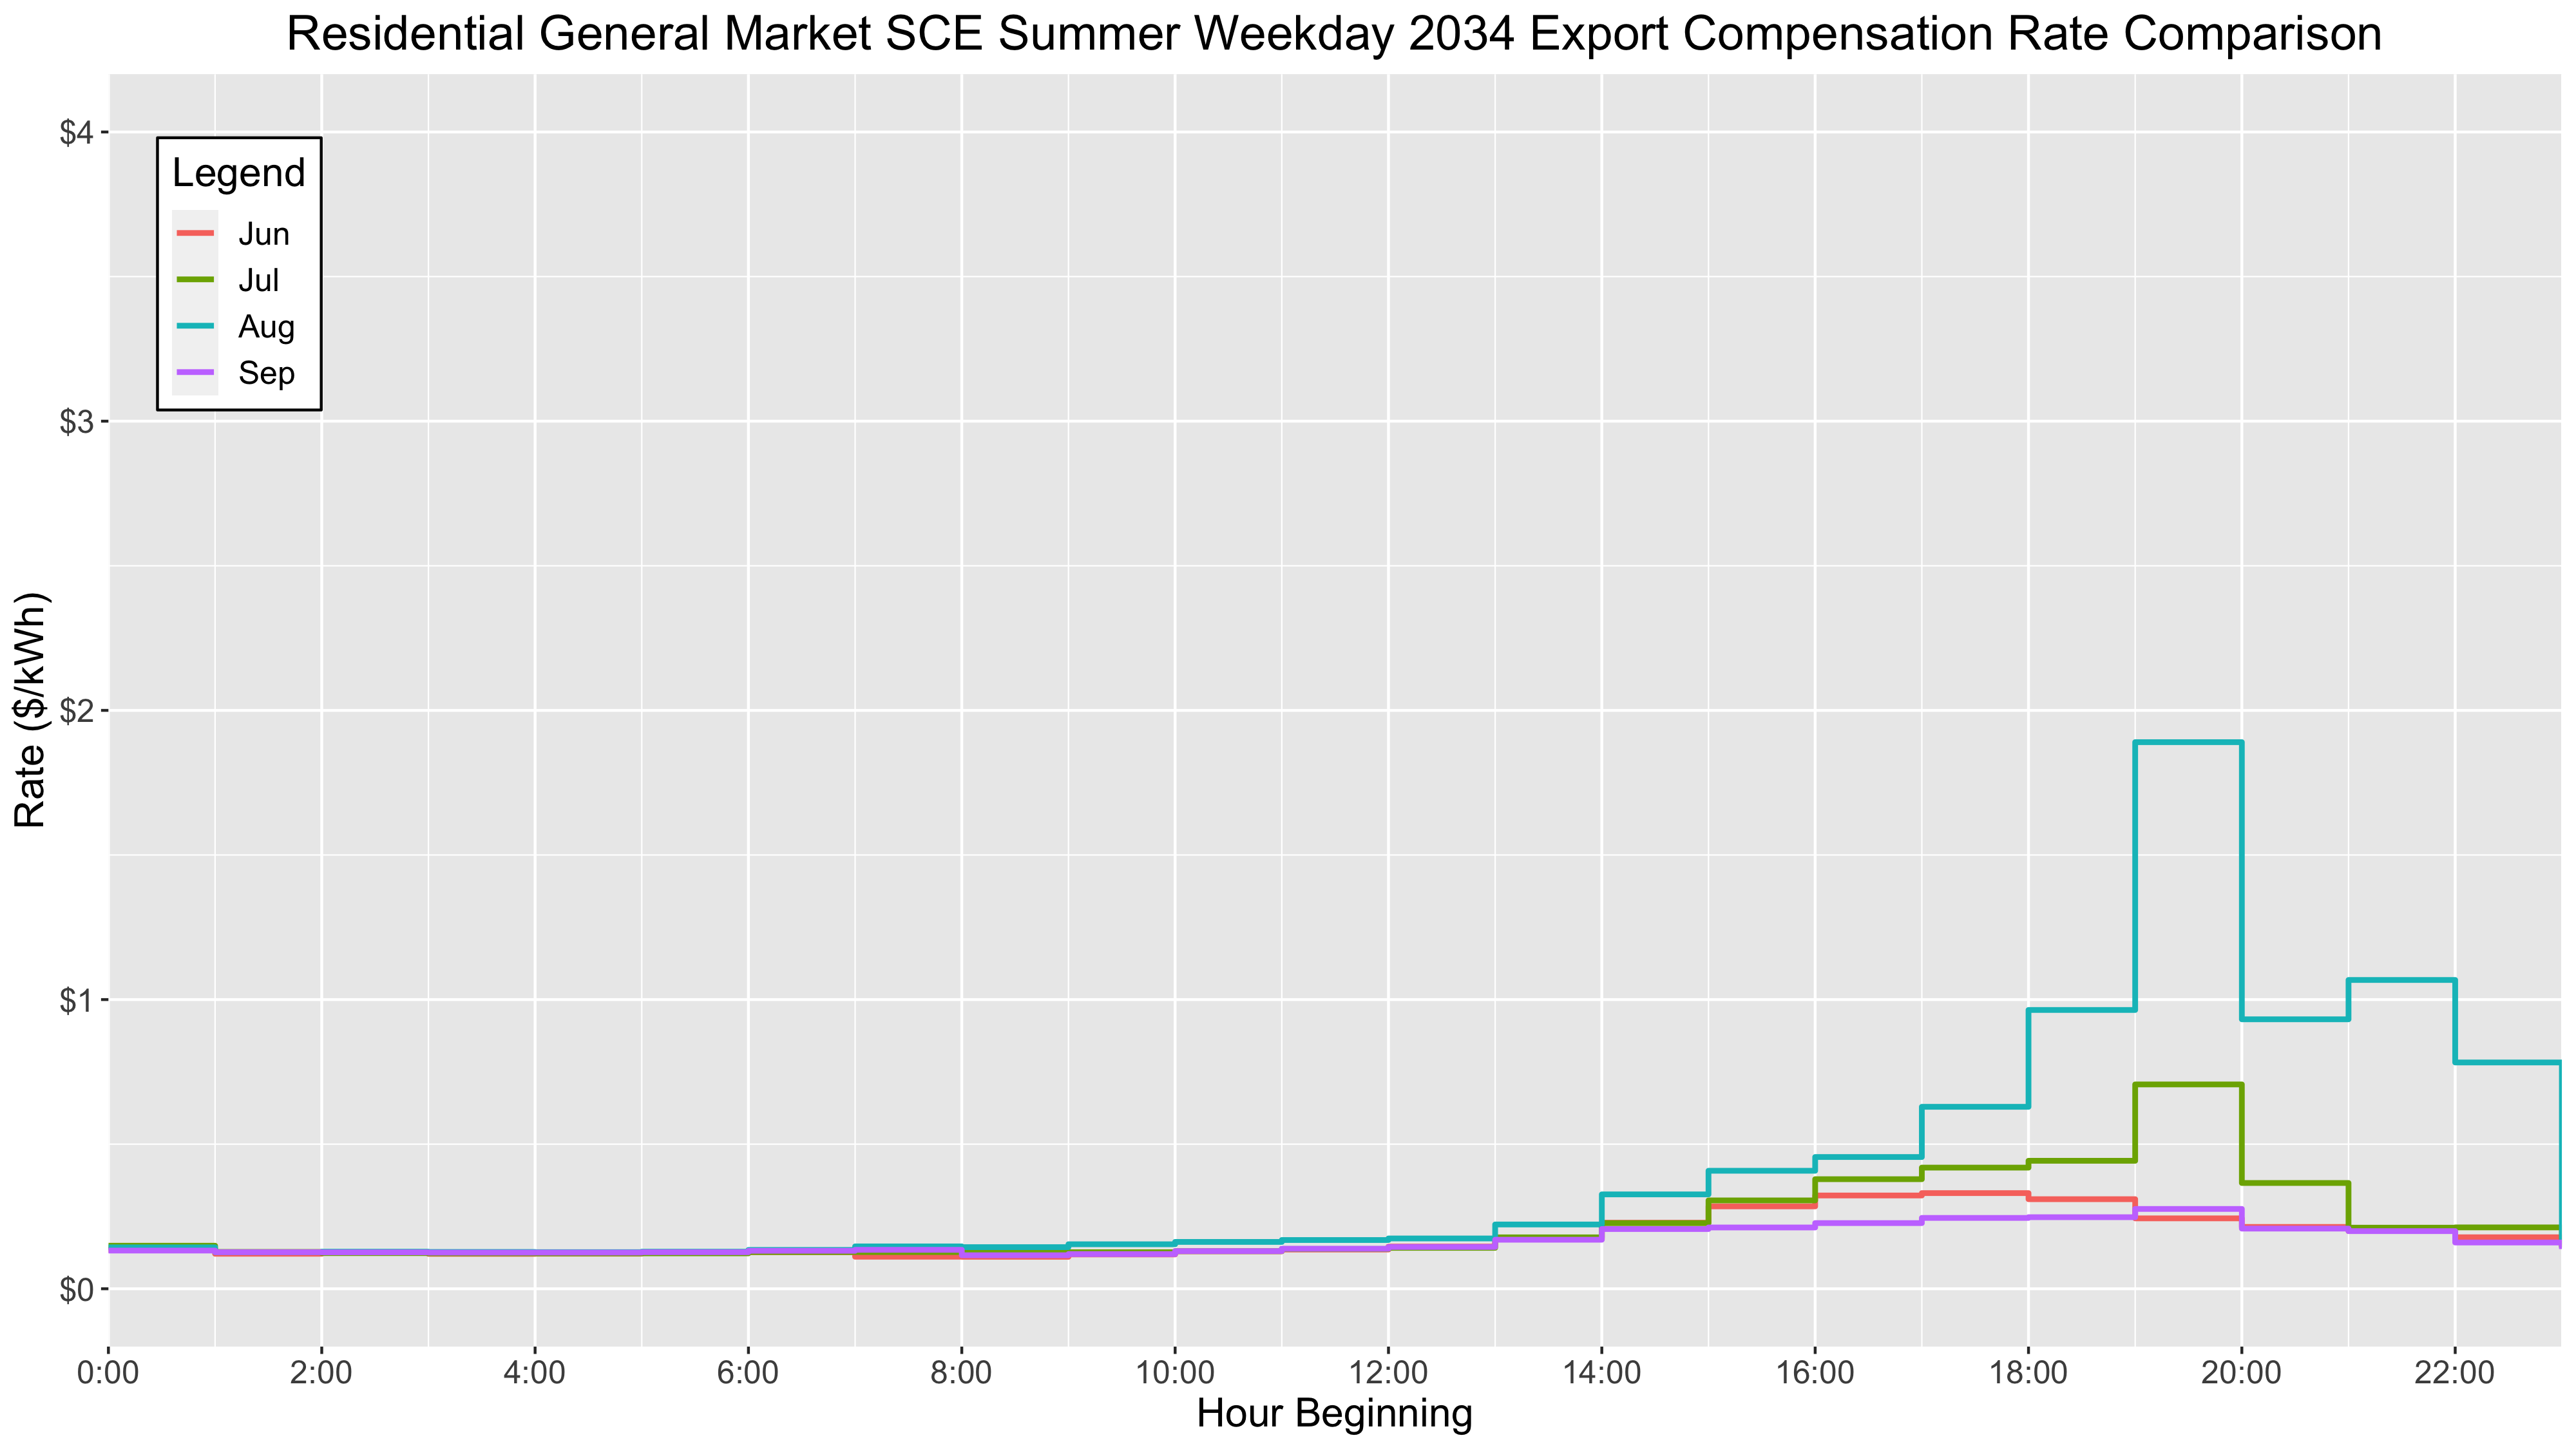 Residential General Market SCE Summer Weekday 2034 Export Compensation Rate Comparison
Legend
Jun
Jul
Aug
Sep
Rate ($/kWh)
$4
$3
$2
$1
$0
0:00 2:00 4:00 6:00 8:00 10:00 12:00 14:00 16:00 18:00 20:00 22:00
Hour Beginning